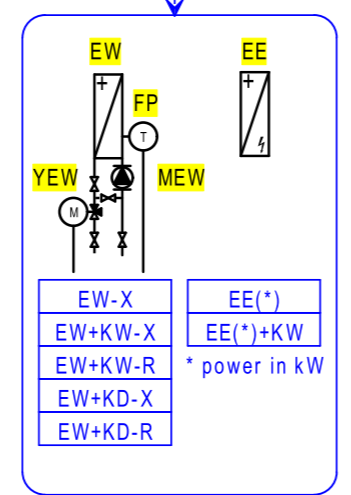 EW EE
FP
T
YEW MEW
M
EW-X EE(*)
EW+KW-X EE(*)+KW
EW+KW-R * power in kW
EW+KD-X
EW+KD-R